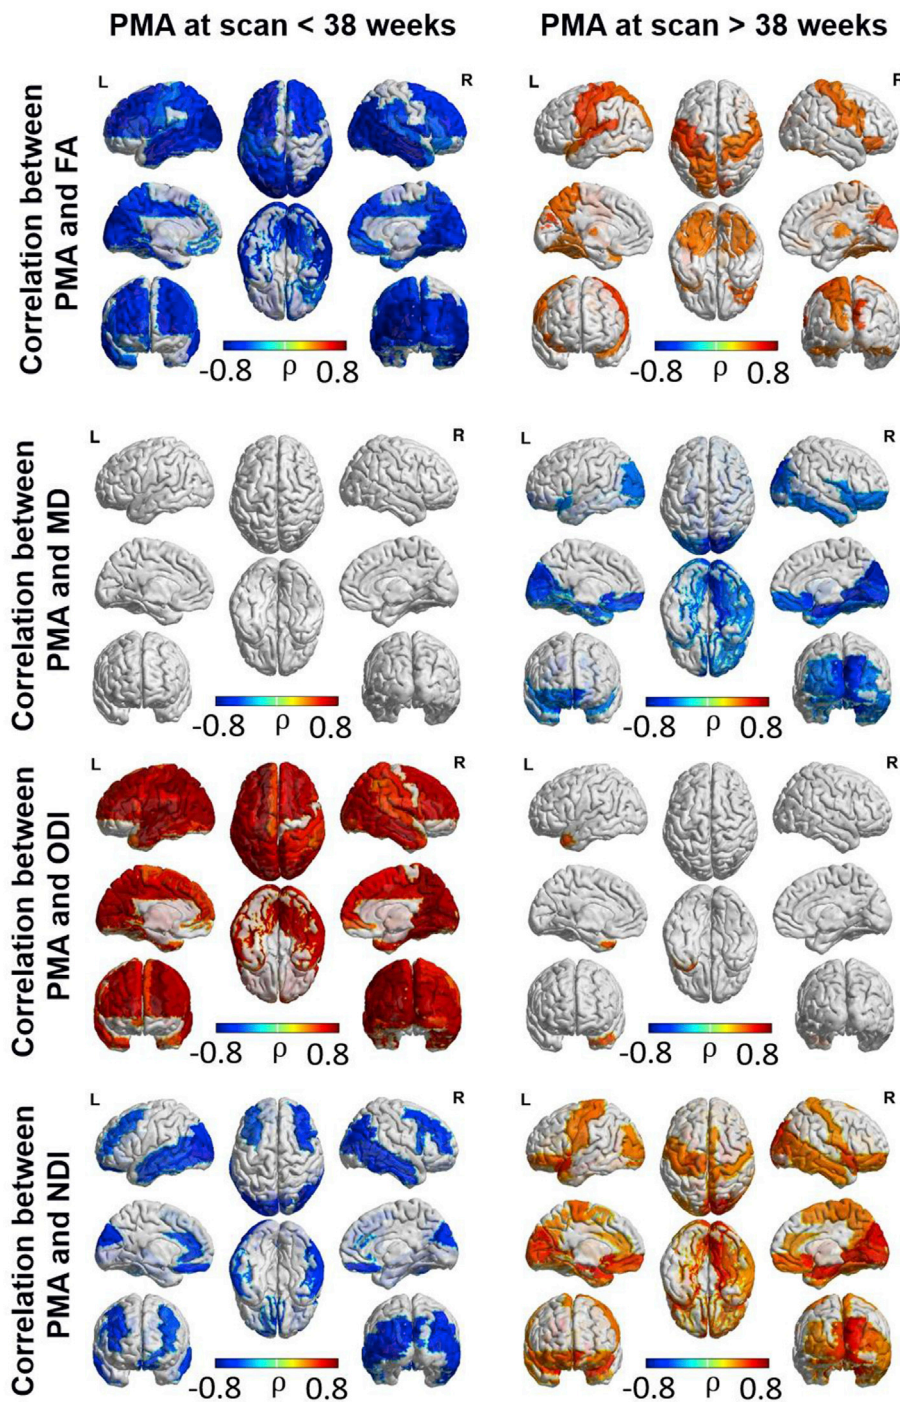 PMA at scan < 38 weeks
PMA at scan > 38 weeks
Correlation between
PMA and FA
L
R
L
R
-0.8 ρ 0.8
-0.8 ρ 0.8
Correlation between
PMA and MD
L
R
L
R
-0.8 ρ 0.8
-0.8 ρ 0.8
Correlation between
PMA and ODI
L
R
L
R
-0.8 ρ 0.8
-0.8 ρ 0.8
Correlation between
PMA and NDI
L
R
L
R
-0.8 ρ 0.8
-0.8 ρ 0.8